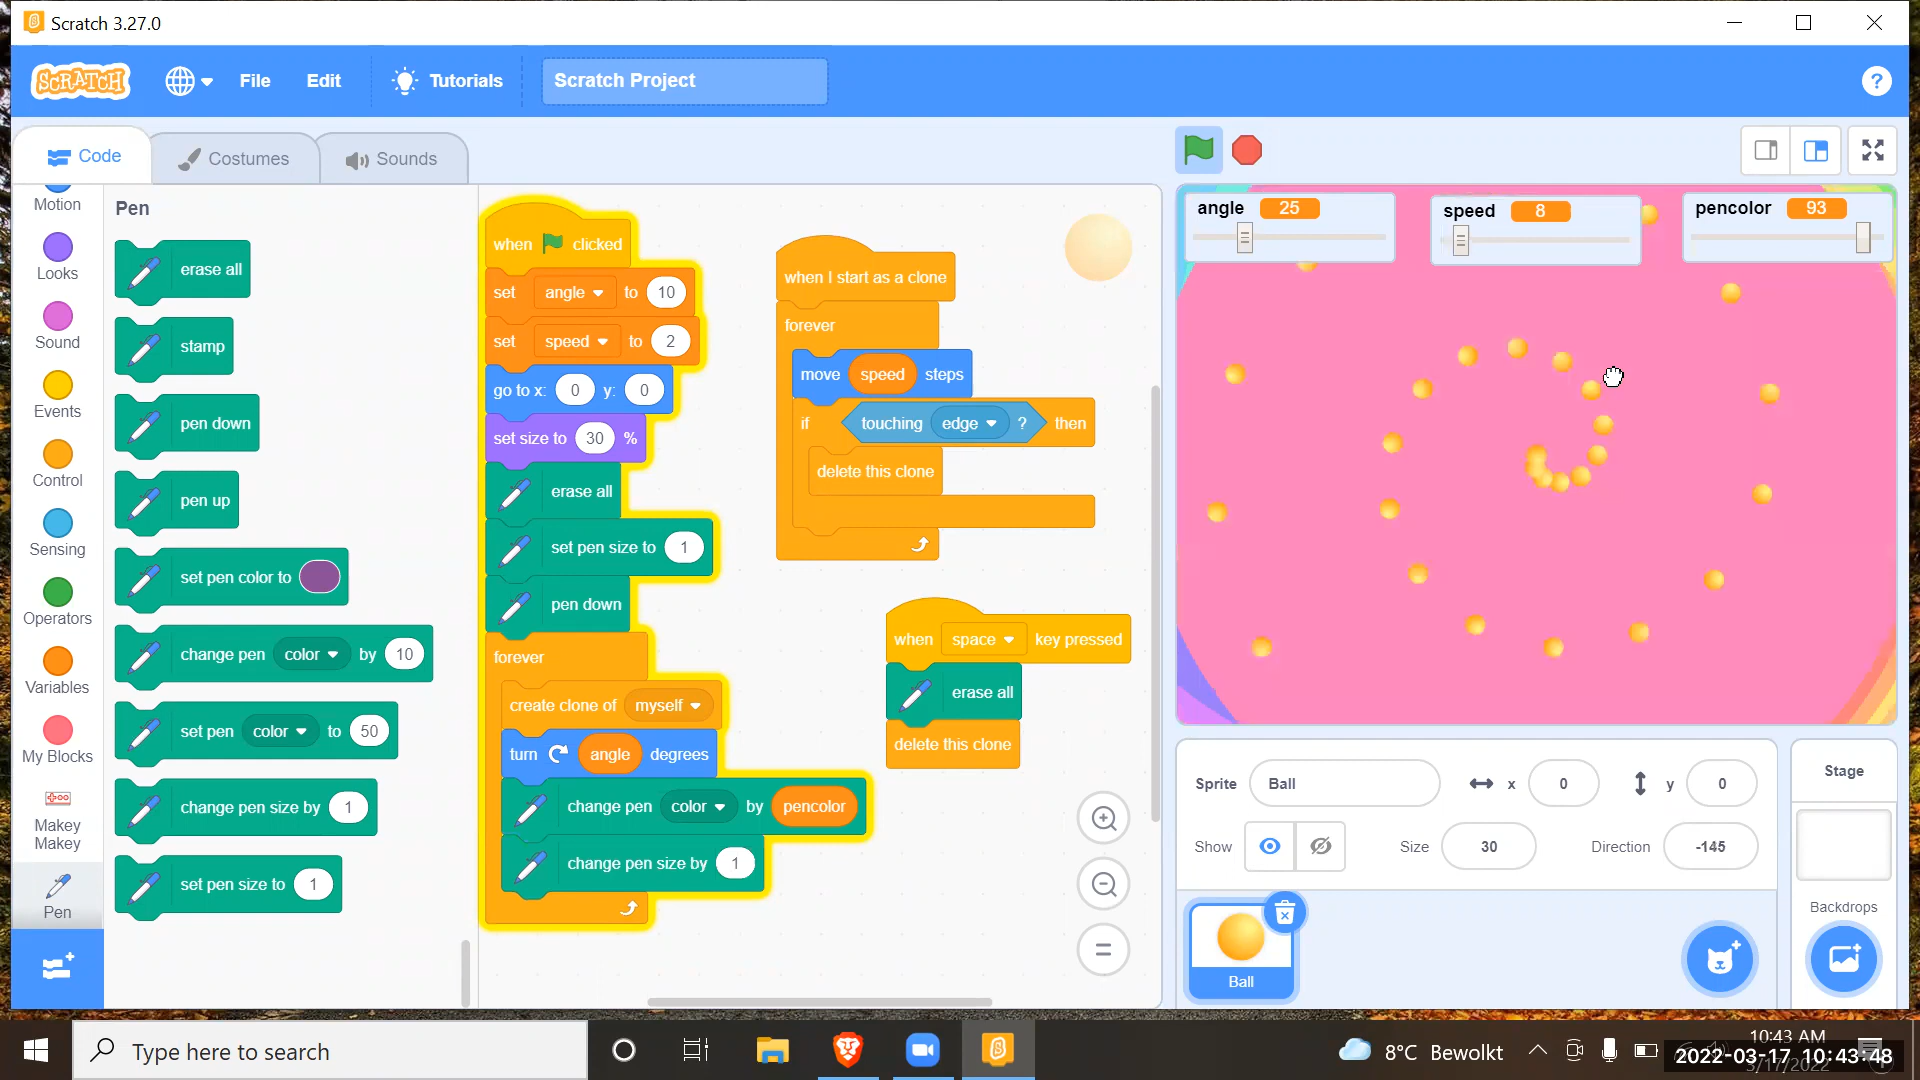 Scratch 3.27.0
SCRATCH
File
Edit
Tutorials
Scratch Project
?
Code
Costumes
Sounds
Motion
Looks
Sound
Events
Control
Sensing
Operators
Variables
My Blocks
Makey
Makey
Pen
Pen
erase all
stamp
pen down
pen up
set pen color to
change pen color by 10
set pen color to 50
change pen size by 1
set pen size to 1
when clicked
set angle to 10
set speed to 2
go to x: 0 y: 0
set size to 30 %
erase all
set pen size to 1
pen down
forever
create clone of myself
turn angle degrees
change pen color by pencolor
change pen size by 1
when I start as a clone
forever
move speed steps
if touching edge ? then
delete this clone
when space key pressed
erase all
delete this clone
angle 25
speed 8
pencolor 93
Sprite Ball x 0 y 0
Show Size 30 Direction -145
Ball
Stage
Backdrops
Type here to search
8°C Bewolkt
10:43 AM
3/17/2022
2022-03-17 10:43:48